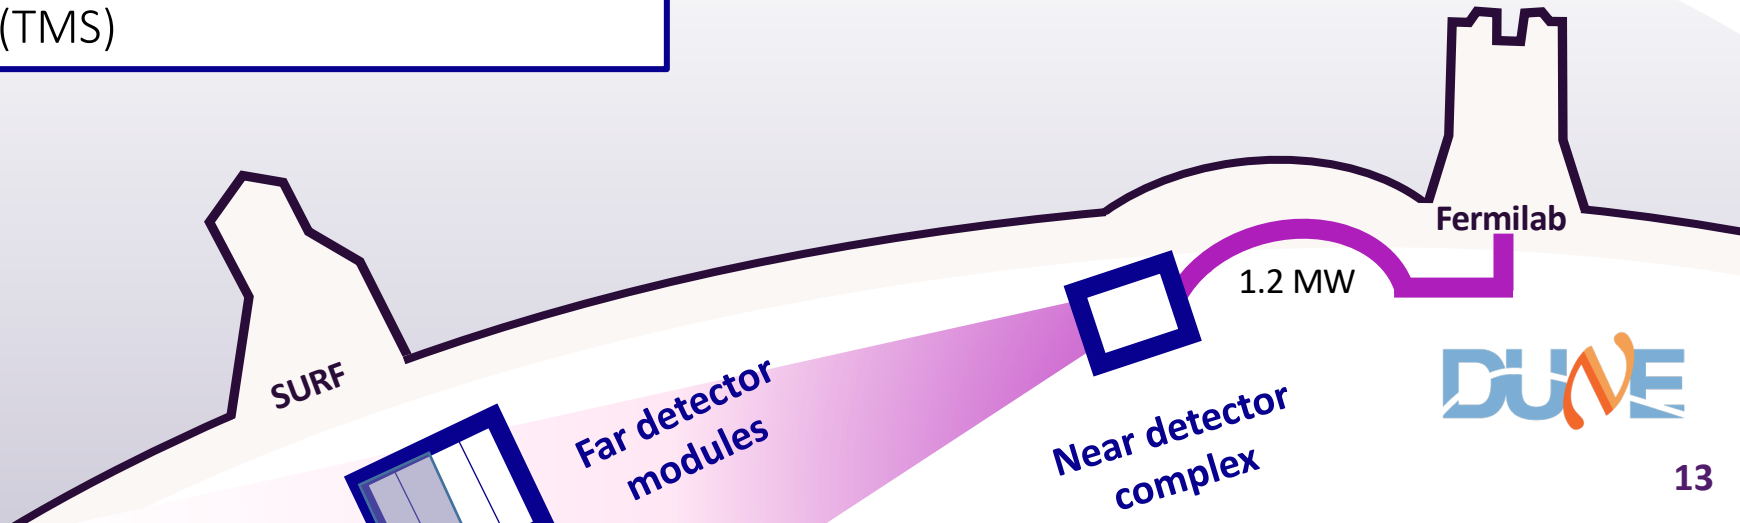 (TMS)
Fermilab
1.2 MW
SURF
Far detector
modules
Near detector
complex
DUNE
13